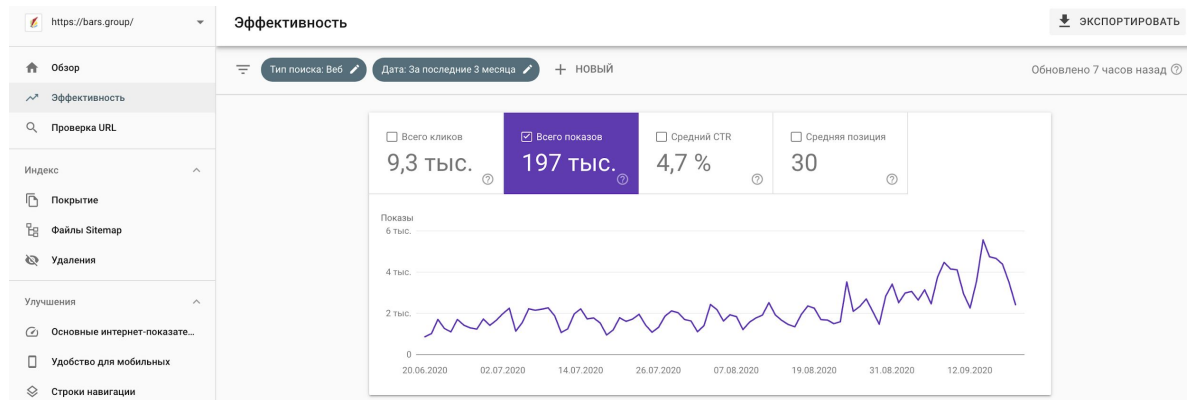 https://bars.group/
Эффективность
ЭКСПОРТИРОВАТЬ
Обзор
Эффективность
Проверка URL
Индекс
Покрытие
Файлы Sitemap
Удаления
Улучшения
Основные интернет-показате...
Удобство для мобильных
Строки навигации
Тип поиска: Веб
Дата: За последние 3 месяца
+ НОВЫЙ
Обновлено 7 часов назад
Всего кликов
9,3 тыс.
Всего показов
197 тыс.
Средний CTR
4,7 %
Средняя позиция
30
Показы
6 тыс.
4 тыс.
2 тыс.
0
20.06.2020 02.07.2020 14.07.2020 26.07.2020 07.08.2020 19.08.2020 31.08.2020 12.09.2020